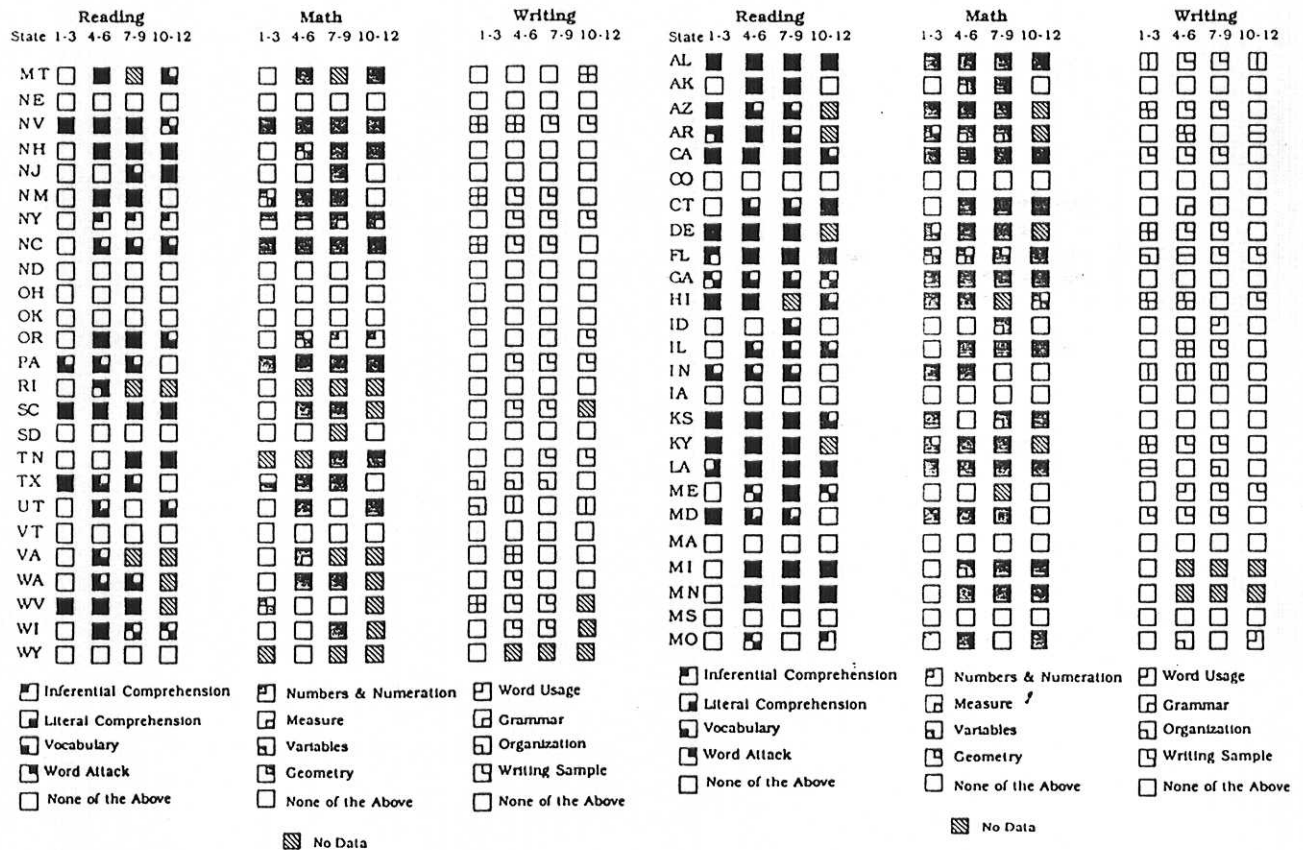 Reading Math Writing
State 1-3 4-6 7-9 10-12 1-3 4-6 7-9 10-12 1-3 4-6 7-9 10-12
MT
NE
NV
NH
NJ
NM
NY
NC
ND
OH
OK
OR
PA
RI
SC
SD
TN
TX
UT
VT
VA
WA
WV
WI
WY
Inferential Comprehension Numbers & Numeration Word Usage
Literal Comprehension Measure Grammar
Vocabulary Variables Organization
Word Attack Geometry Writing Sample
None of the Above None of the Above None of the Above
No Data
Reading Math Writing
State 1-3 4-6 7-9 10-12 1-3 4-6 7-9 10-12 1-3 4-6 7-9 10-12
AL
AK
AZ
AR
CA
CO
CT
DE
FL
GA
HI
ID
IL
IN
IA
KS
KY
LA
ME
MD
MA
MI
MN
MS
MO
Inferential Comprehension Numbers & Numeration Word Usage
Literal Comprehension Measure Grammar
Vocabulary Variables Organization
Word Attack Geometry Writing Sample
None of the Above None of the Above None of the Above
No Data